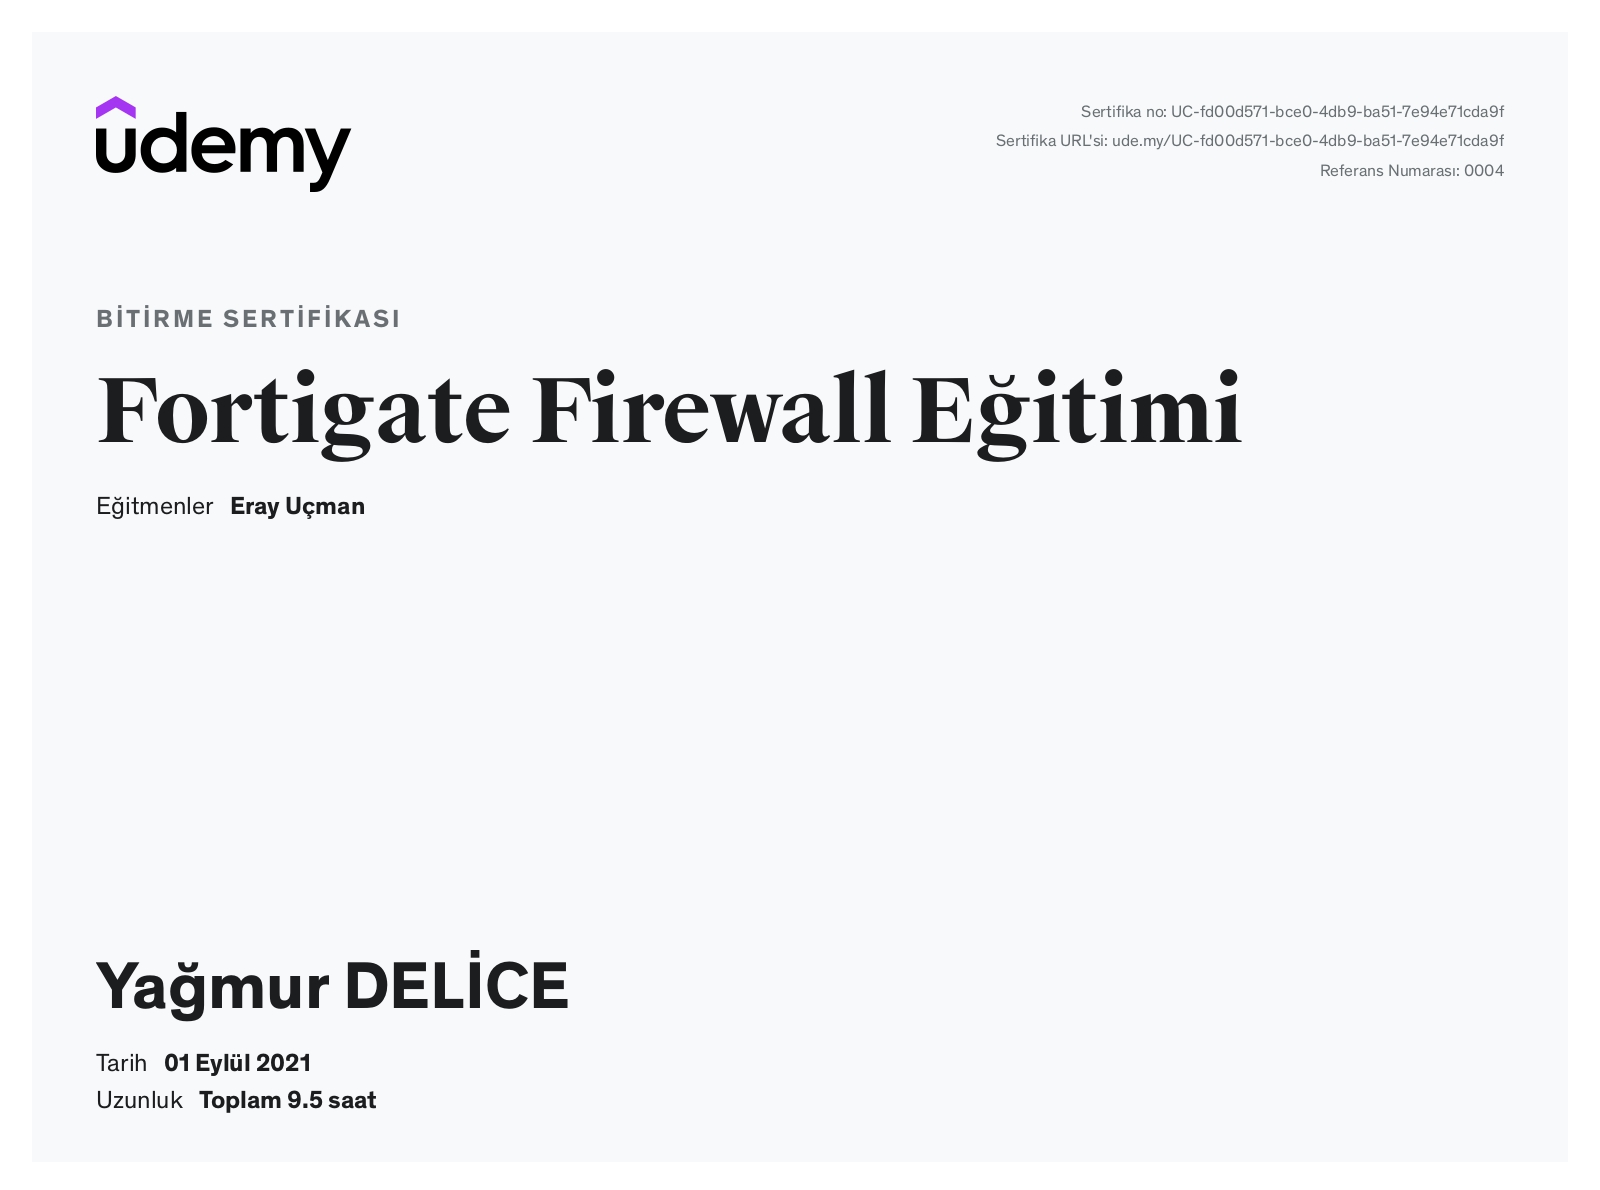 udemy
Sertifika no: UC-fd00d571-bce0-4db9-ba51-7e94e71cda9f
Sertifika URL'si: ude.my/UC-fd00d571-bce0-4db9-ba51-7e94e71cda9f
Referans Numarası: 0004
BİTİRME SERTİFİKASI
Fortigate Firewall Eğitimi
Eğitmenler Eray Uçman
Yağmur DELİCE
Tarih 01 Eylül 2021
Uzunluk Toplam 9.5 saat